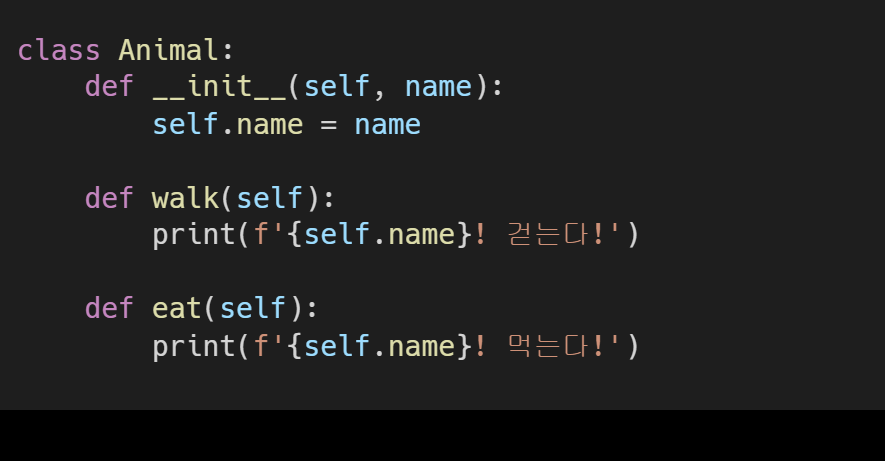 class Animal:
    def __init__(self, name):
        self.name = name
    def walk(self):
        print(f'{self.name}! 걷는다!')
    def eat(self):
        print(f'{self.name}! 먹는다!')